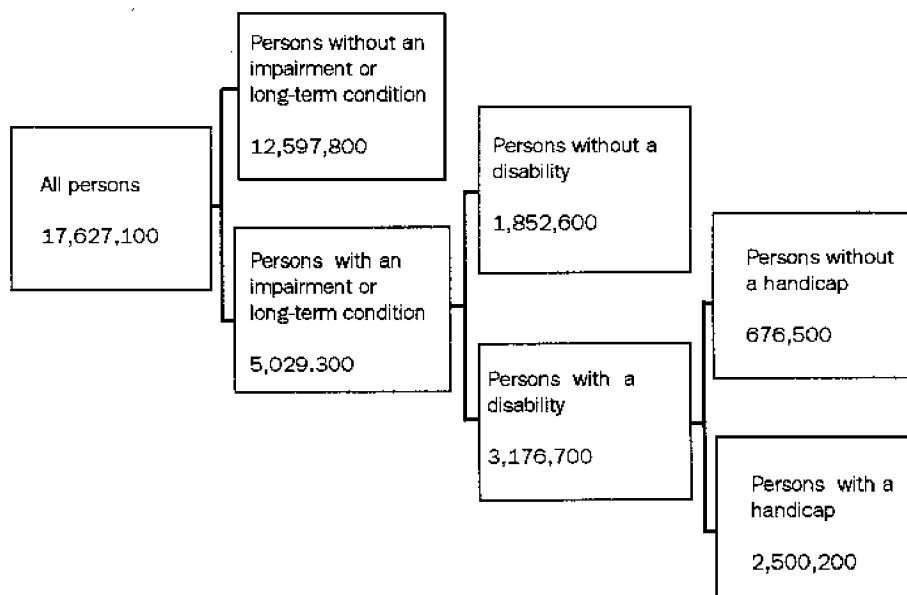 Persons without an
impairment or
long-term condition
12,597,800
All persons
17,627,100
Persons with an
impairment or
long-term condition
5,029.300
Persons without a
disability
1,852,600
Persons with a
disability
3,176,700
Persons without
a handicap
676,500
Persons with a
handicap
2,500,200